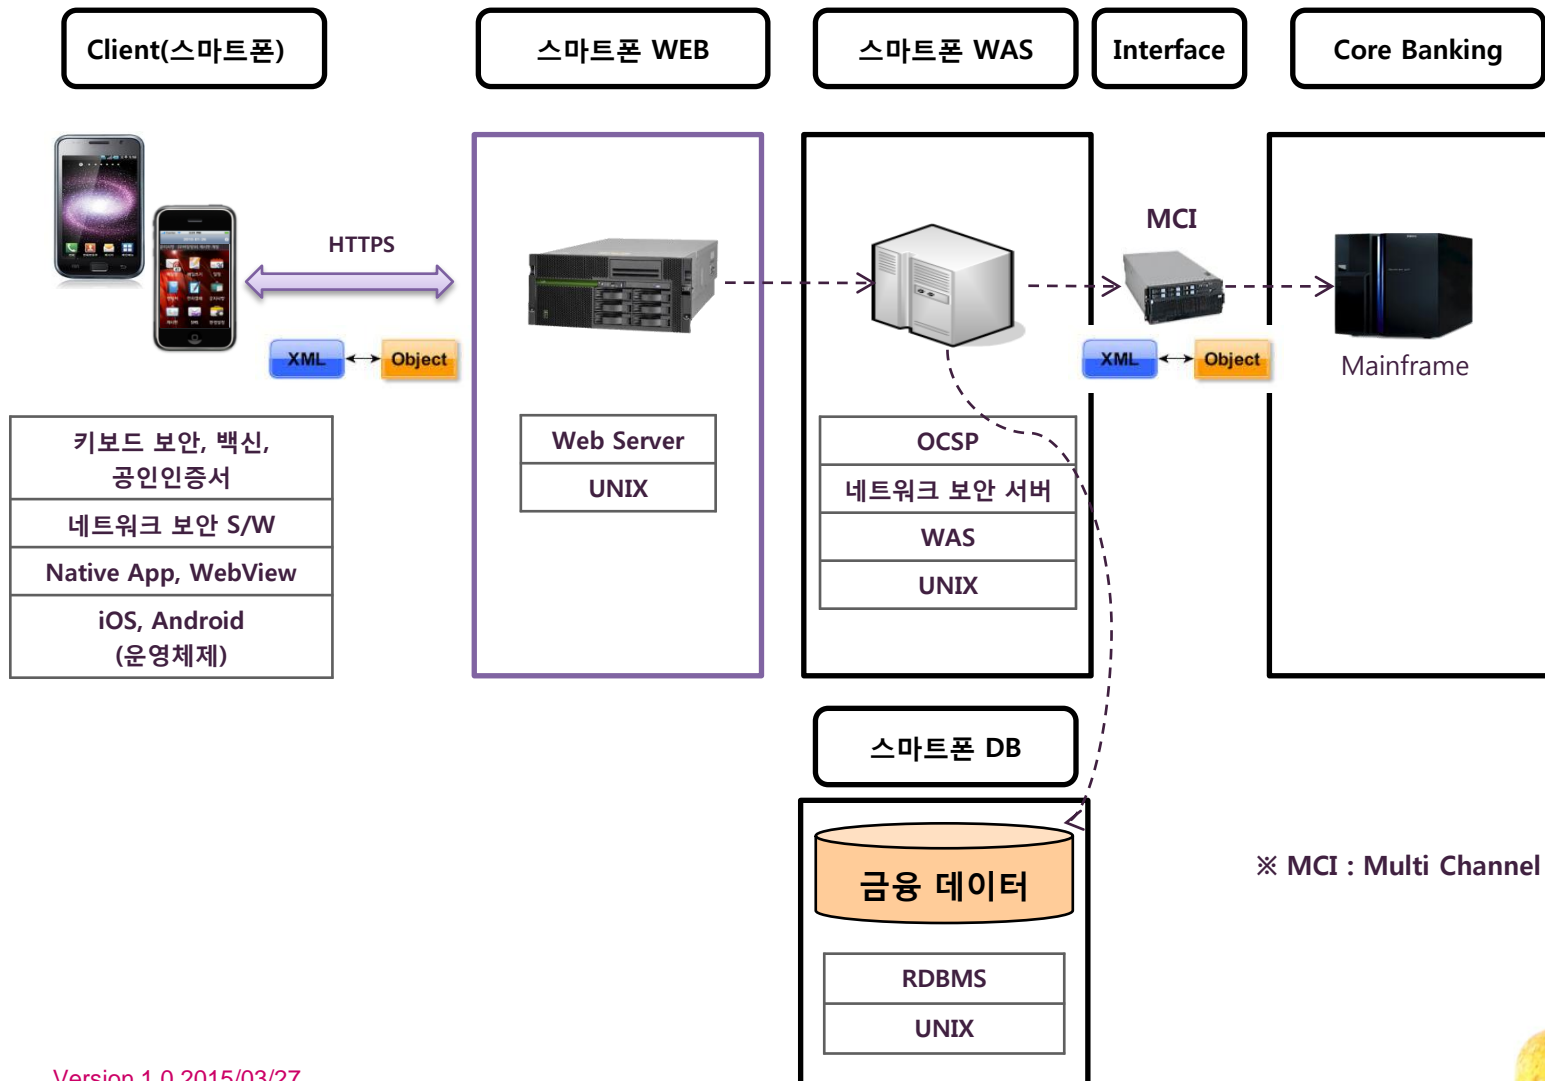 Client(스마트폰)
스마트폰 WEB
스마트폰 WAS
Interface
Core Banking
HTTPS
XML
Object
MCI
XML
Object
Mainframe
키보드 보안, 백신,
공인인증서
네트워크 보안 S/W
Native App, WebView
iOS, Android
(운영체제)
Web Server
UNIX
OCSP
네트워크 보안 서버
WAS
UNIX
스마트폰 DB
금융 데이터
RDBMS
UNIX
※ MCI : Multi Channel
Version 1.0 2015/03/27